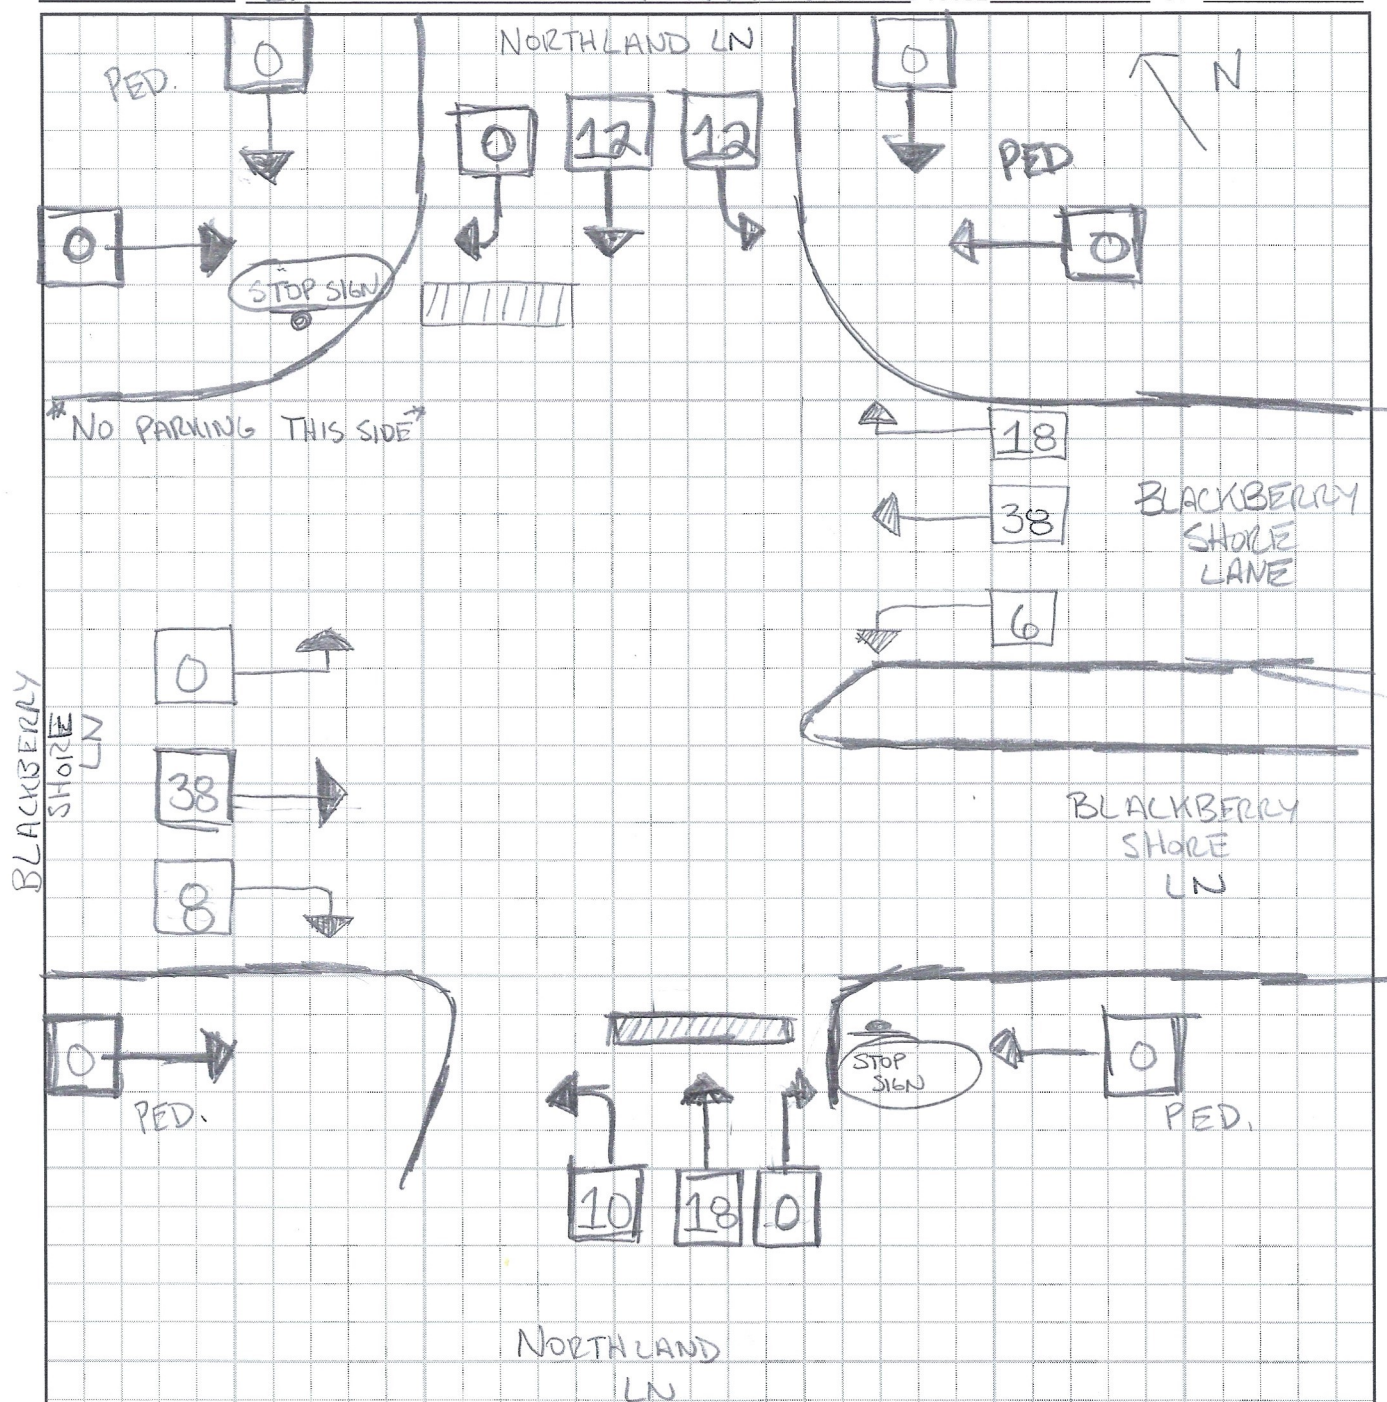 NORTHLAND LN
0
0
N
PED.
0
12
12
PED
0
0
STOP SIGN
*NO PARKING THIS SIDE*
18
38
BLACKBERRY
SHORE
LANE
6
0
BLACKBERRY
SHORE
LN
38
BLACKBERRY
SHORE
LN
8
0
PED.
STOP
SIGN
0
PED.
10
18
0
NORTHLAND
LN